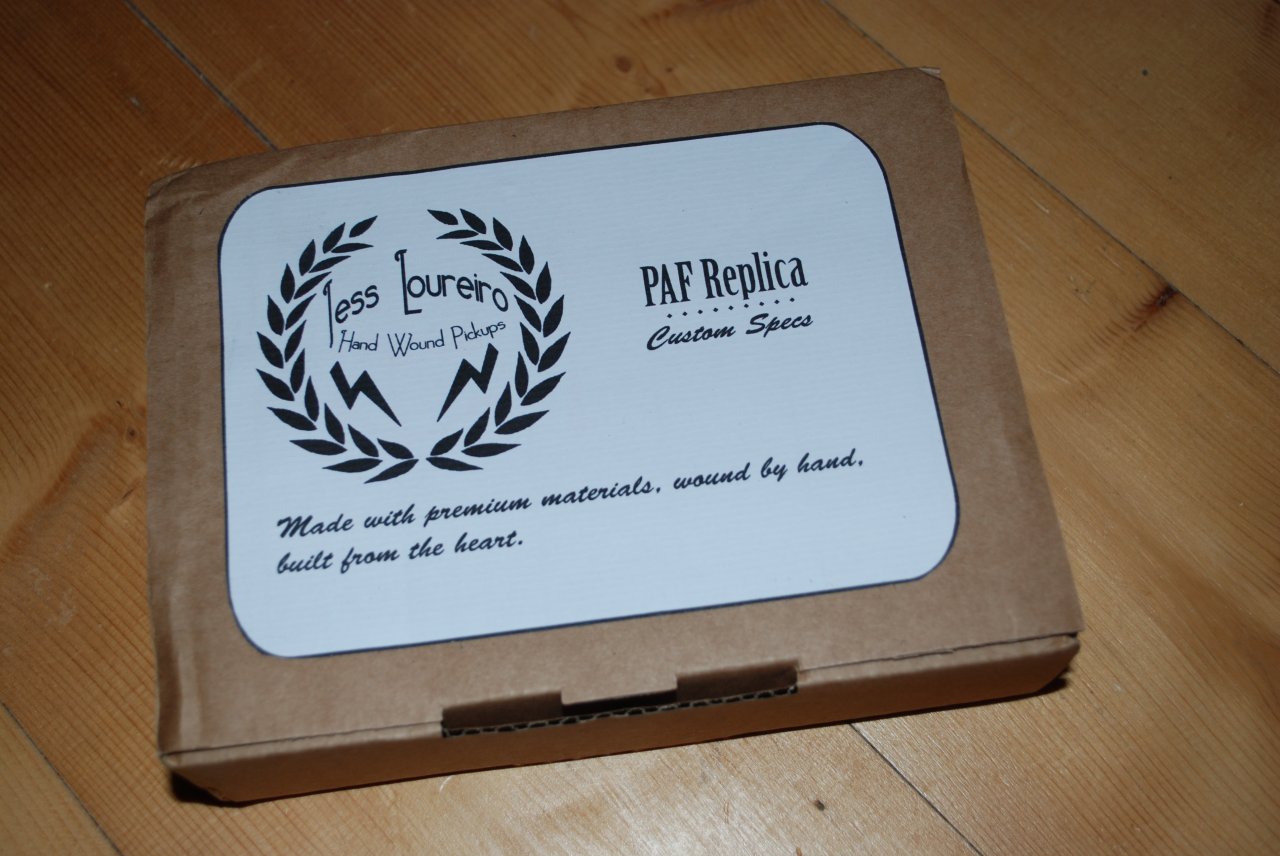 Jess Loureiro
Hand Wound Pickups
PAF Replica
Custom Specs
Made with premium materials, wound by hand,
built from the heart.